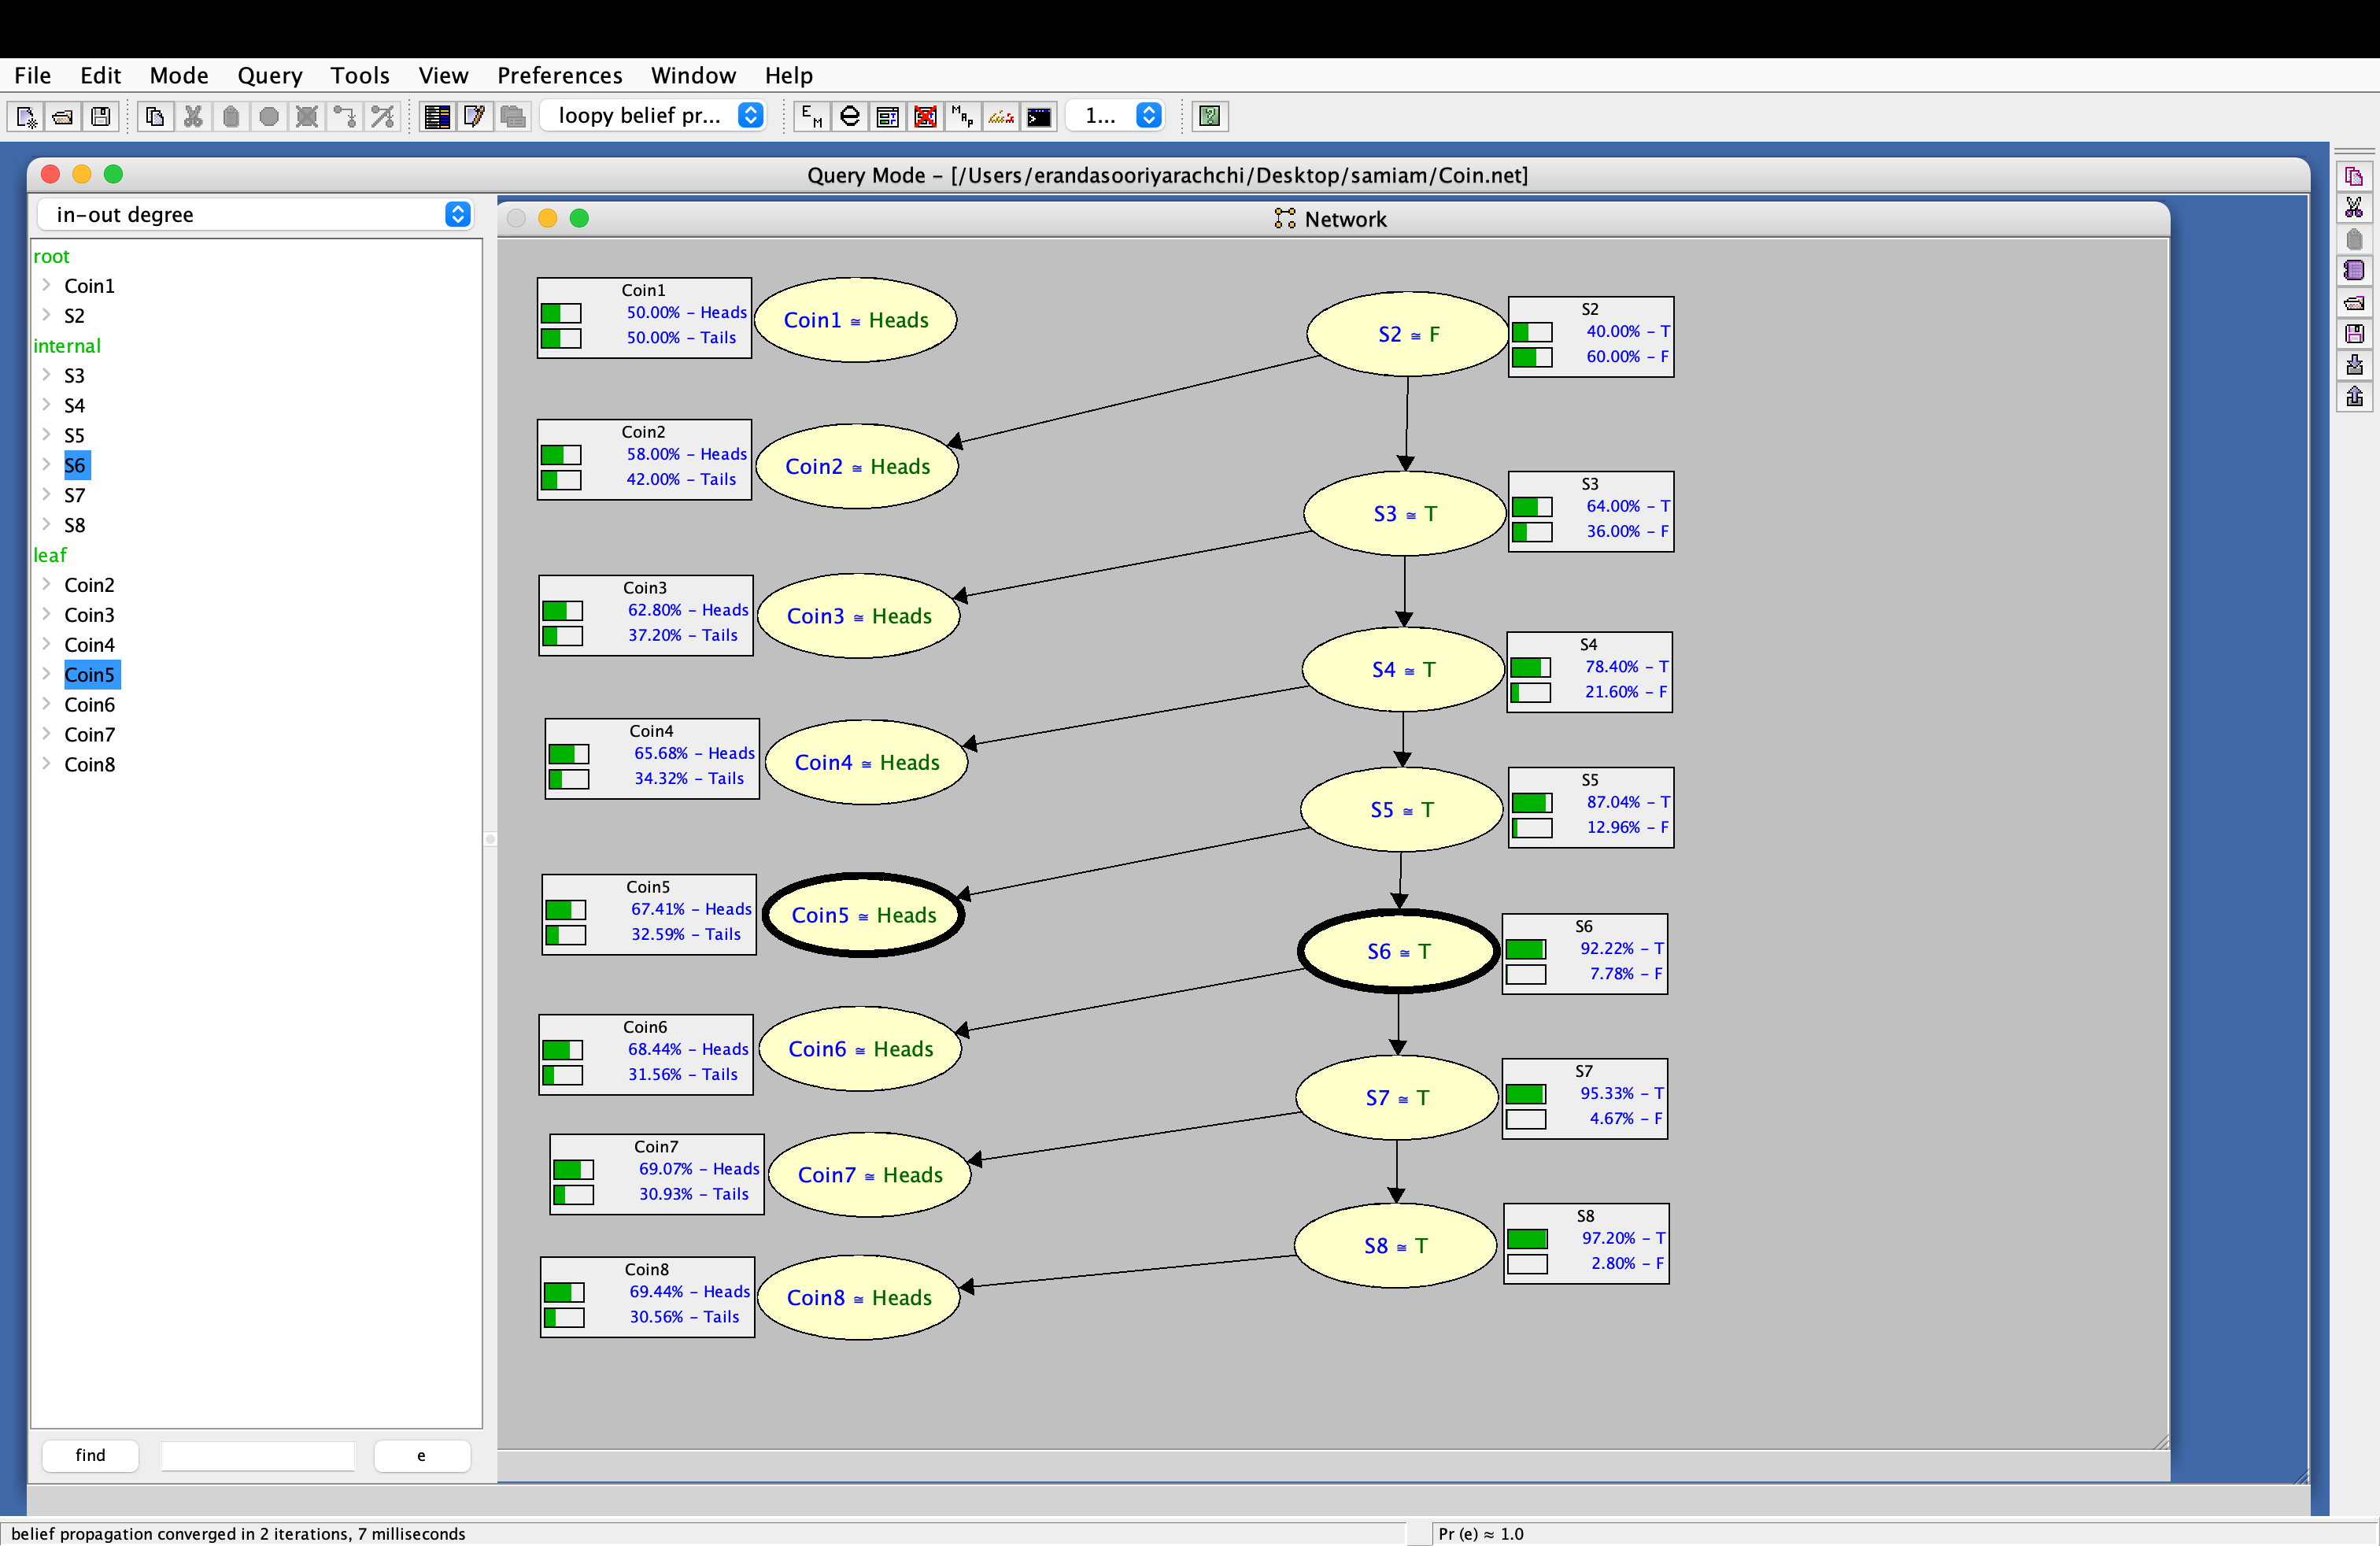 File Edit Mode Query Tools View Preferences Window Help
E M loopy belief pr... M A P 1... ?
Query Mode – [/Users/erandasooriyarachchi/Desktop/samiam/Coin.net]
in-out degree
Network
root
Coin1
S2
internal
S3
S4
S5
S6
S7
S8
leaf
Coin2
Coin3
Coin4
Coin5
Coin6
Coin7
Coin8
find
e
Coin1
50.00% – Heads
50.00% – Tails
Coin1 ≅ Heads
S2 ≅ F
S2
40.00% – T
60.00% – F
Coin2
58.00% – Heads
42.00% – Tails
Coin2 ≅ Heads
S3 ≅ T
S3
64.00% – T
36.00% – F
Coin3
62.80% – Heads
37.20% – Tails
Coin3 ≅ Heads
S4 ≅ T
S4
78.40% – T
21.60% – F
Coin4
65.68% – Heads
34.32% – Tails
Coin4 ≅ Heads
S5 ≅ T
S5
87.04% – T
12.96% – F
Coin5
67.41% – Heads
32.59% – Tails
Coin5 ≅ Heads
S6 ≅ T
S6
92.22% – T
7.78% – F
Coin6
68.44% – Heads
31.56% – Tails
Coin6 ≅ Heads
S7 ≅ T
S7
95.33% – T
4.67% – F
Coin7
69.07% – Heads
30.93% – Tails
Coin7 ≅ Heads
S8 ≅ T
S8
97.20% – T
2.80% – F
Coin8
69.44% – Heads
30.56% – Tails
Coin8 ≅ Heads
belief propagation converged in 2 iterations, 7 milliseconds
Pr (e) ≈ 1.0